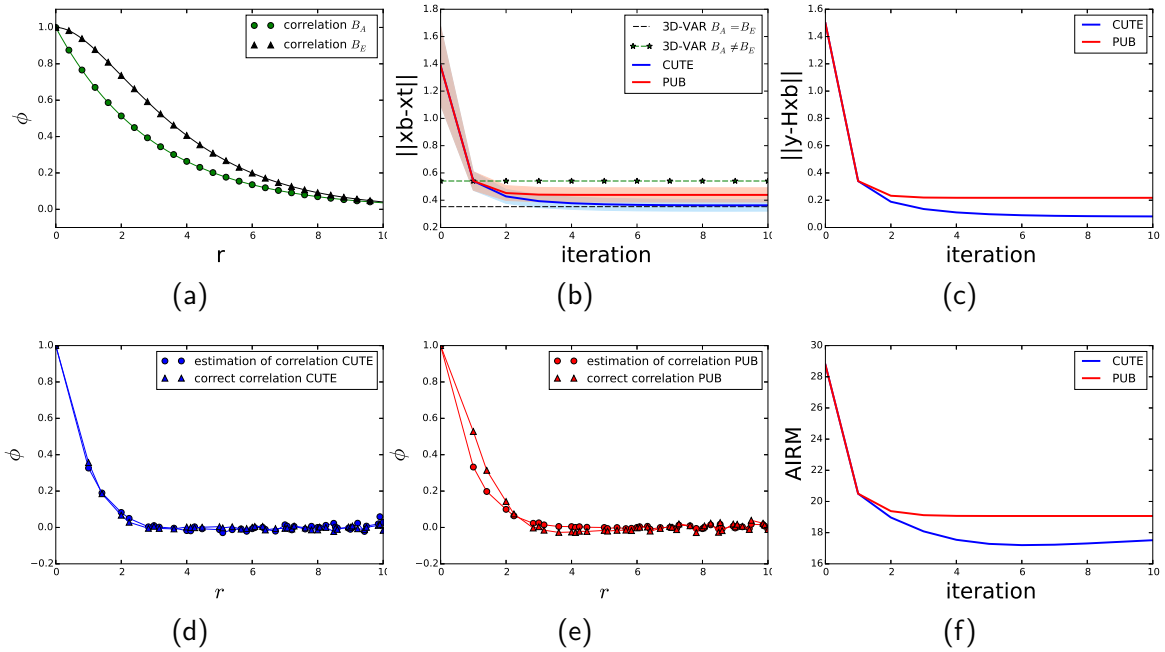 correlation B_A
correlation B_E
1.0
0.8
0.6
0.4
0.2
0.0
ϕ
0 2 4 6 8 10
r
(a)
3D-VAR B_A = B_E
3D-VAR B_A ≠ B_E
CUTE
PUB
1.6
1.4
1.2
1.0
0.8
0.6
0.4
0.2
||xb-xt||
0 2 4 6 8 10
iteration
(b)
CUTE
PUB
1.6
1.4
1.2
1.0
0.8
0.6
0.4
0.2
0.0
||y-Hxb||
0 2 4 6 8 10
iteration
(c)
estimation of correlation CUTE
correct correlation CUTE
1.0
0.8
0.6
0.4
0.2
0.0
−0.2
ϕ
0 2 4 6 8 10
r
(d)
estimation of correlation PUB
correct correlation PUB
1.0
0.8
0.6
0.4
0.2
0.0
−0.2
ϕ
0 2 4 6 8 10
r
(e)
CUTE
PUB
30
28
26
24
22
20
18
16
AIRM
0 2 4 6 8 10
iteration
(f)